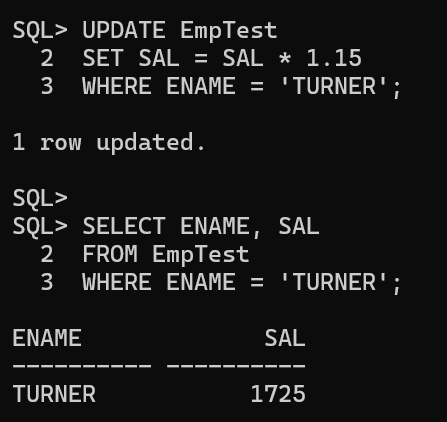 SQL> UPDATE EmpTest
  2  SET SAL = SAL * 1.15
  3  WHERE ENAME = 'TURNER';

1 row updated.

SQL>
SQL> SELECT ENAME, SAL
  2  FROM EmpTest
  3  WHERE ENAME = 'TURNER';

ENAME             SAL
---------- ----------
TURNER           1725